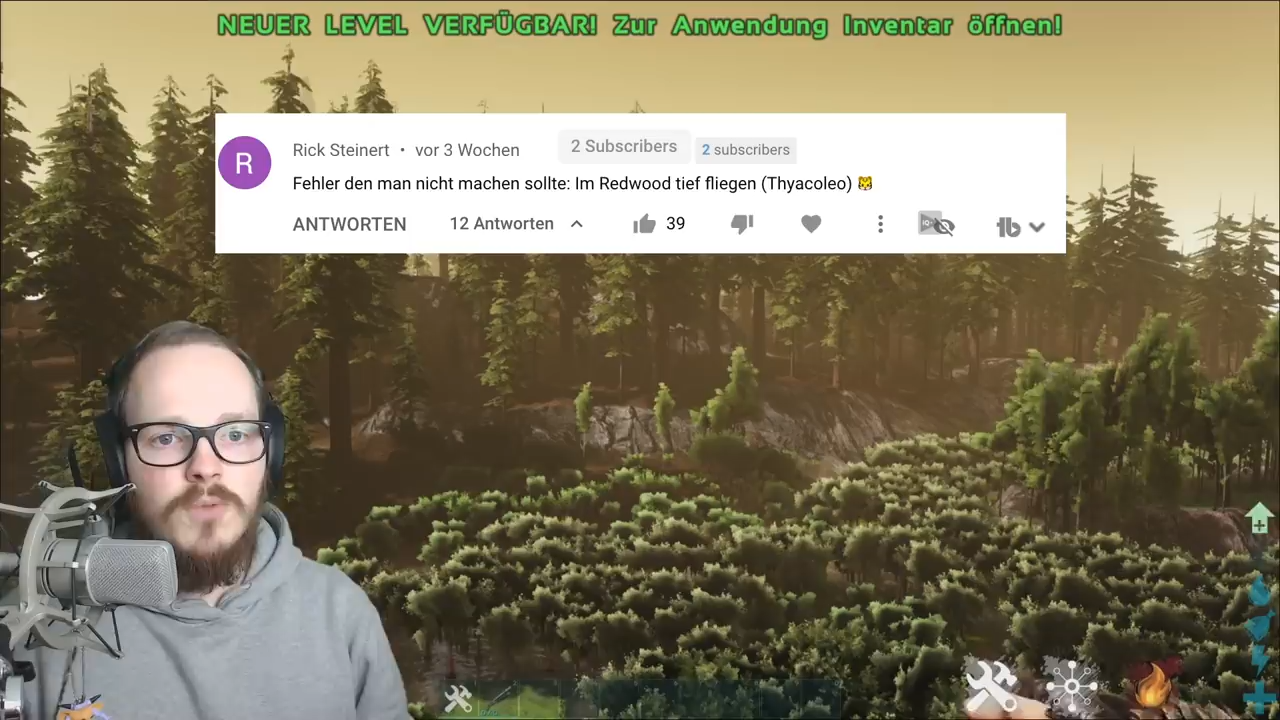 NEUER LEVEL VERFÜGBAR! Zur Anwendung Inventar öffnen!
R
Rick Steinert • vor 3 Wochen 2 Subscribers 2 subscribers
Fehler den man nicht machen sollte: Im Redwood tief fliegen (Thyacoleo) 🐯
ANTWORTEN 12 Antworten 39